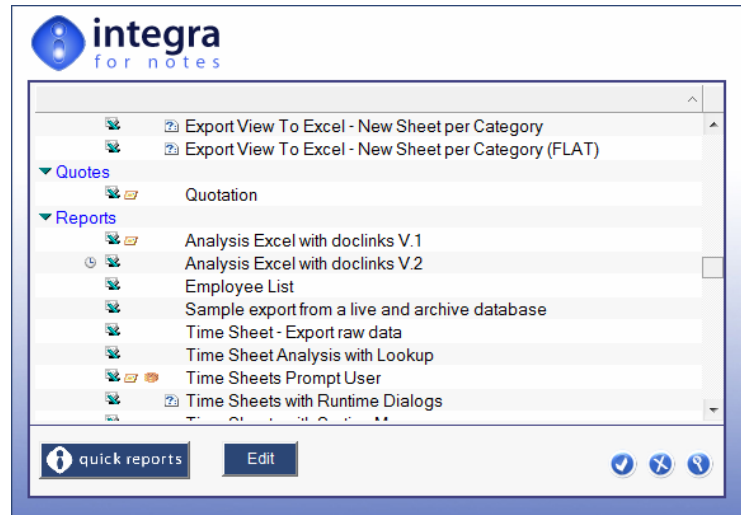 integra
for notes
Export View To Excel - New Sheet per Category
Export View To Excel - New Sheet per Category (FLAT)
Quotes
Quotation
Reports
Analysis Excel with doclinks V.1
Analysis Excel with doclinks V.2
Employee List
Sample export from a live and archive database
Time Sheet - Export raw data
Time Sheet Analysis with Lookup
Time Sheets Prompt User
Time Sheets with Runtime Dialogs
quick reports
Edit